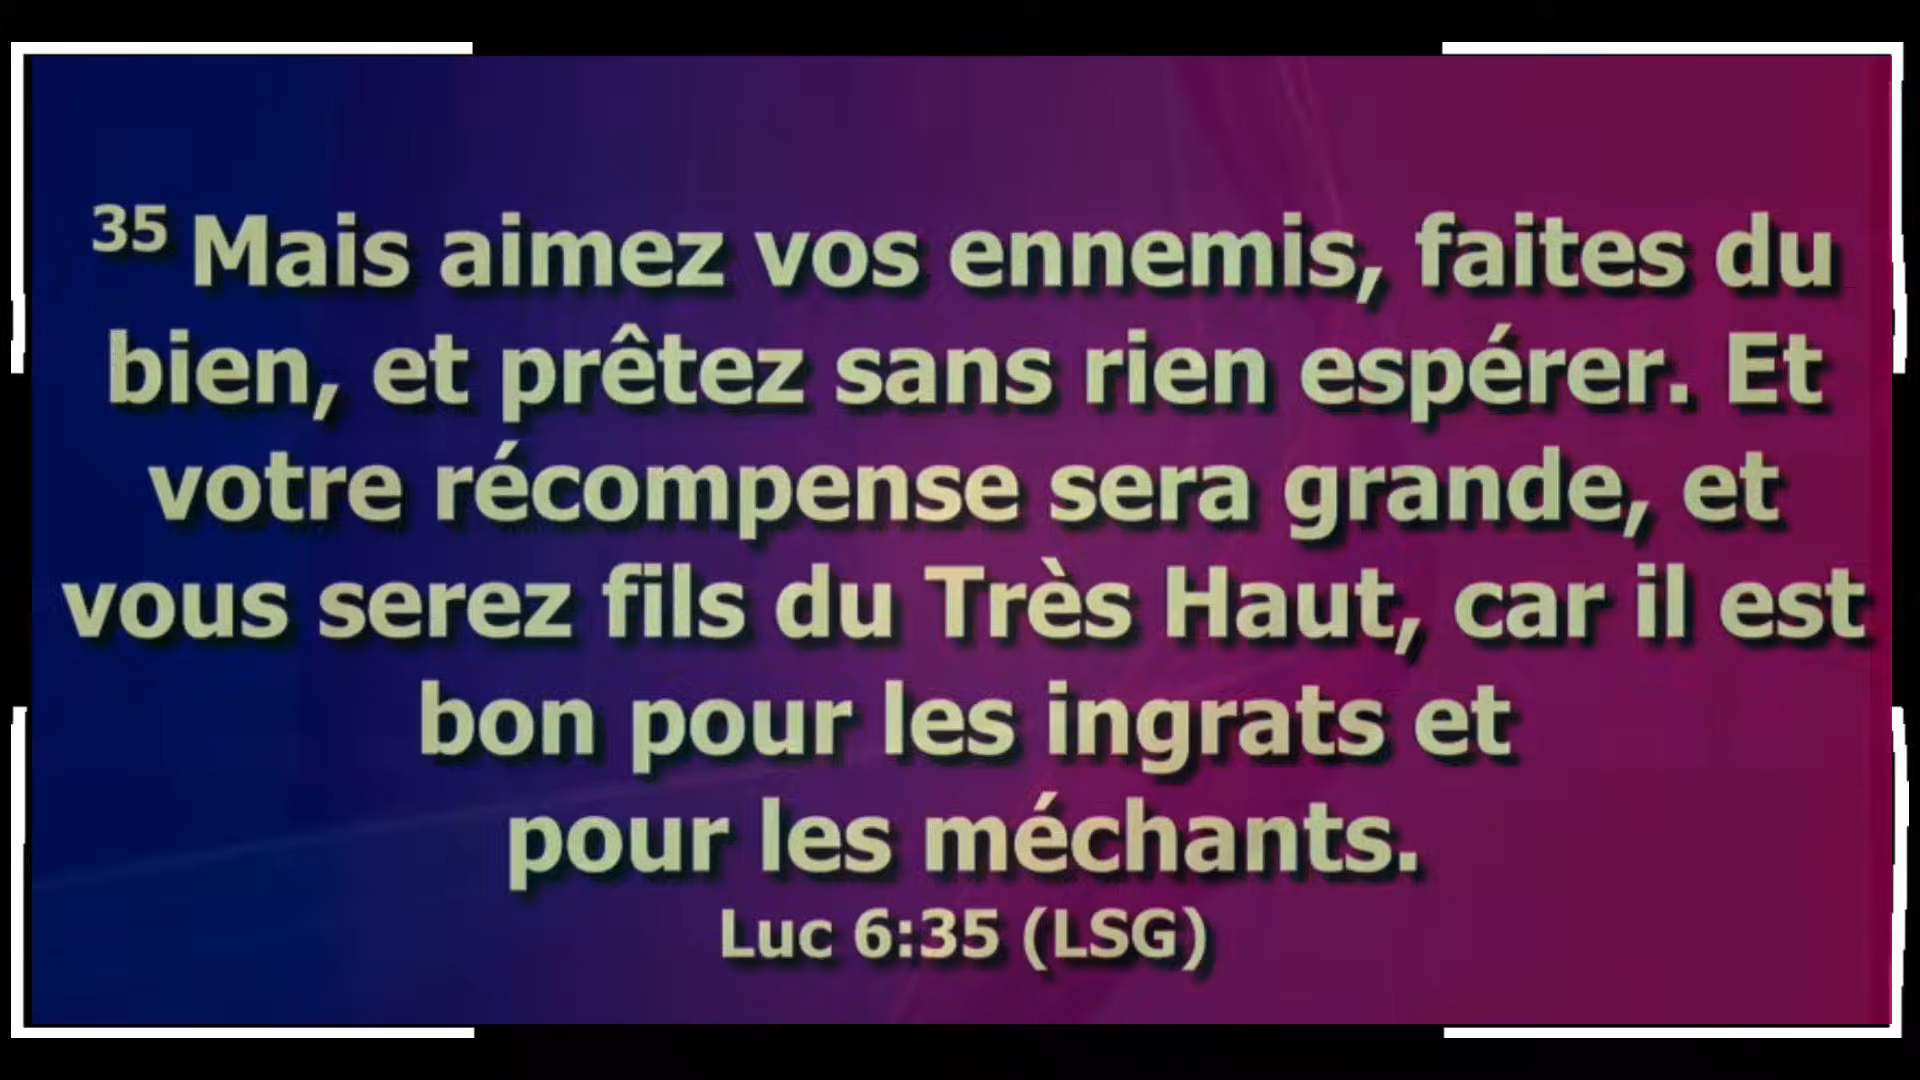 35 Mais aimez vos ennemis, faites du
bien, et prêtez sans rien espérer. Et
votre récompense sera grande, et
vous serez fils du Très Haut, car il est
bon pour les ingrats et
pour les méchants.
Luc 6:35 (LSG)